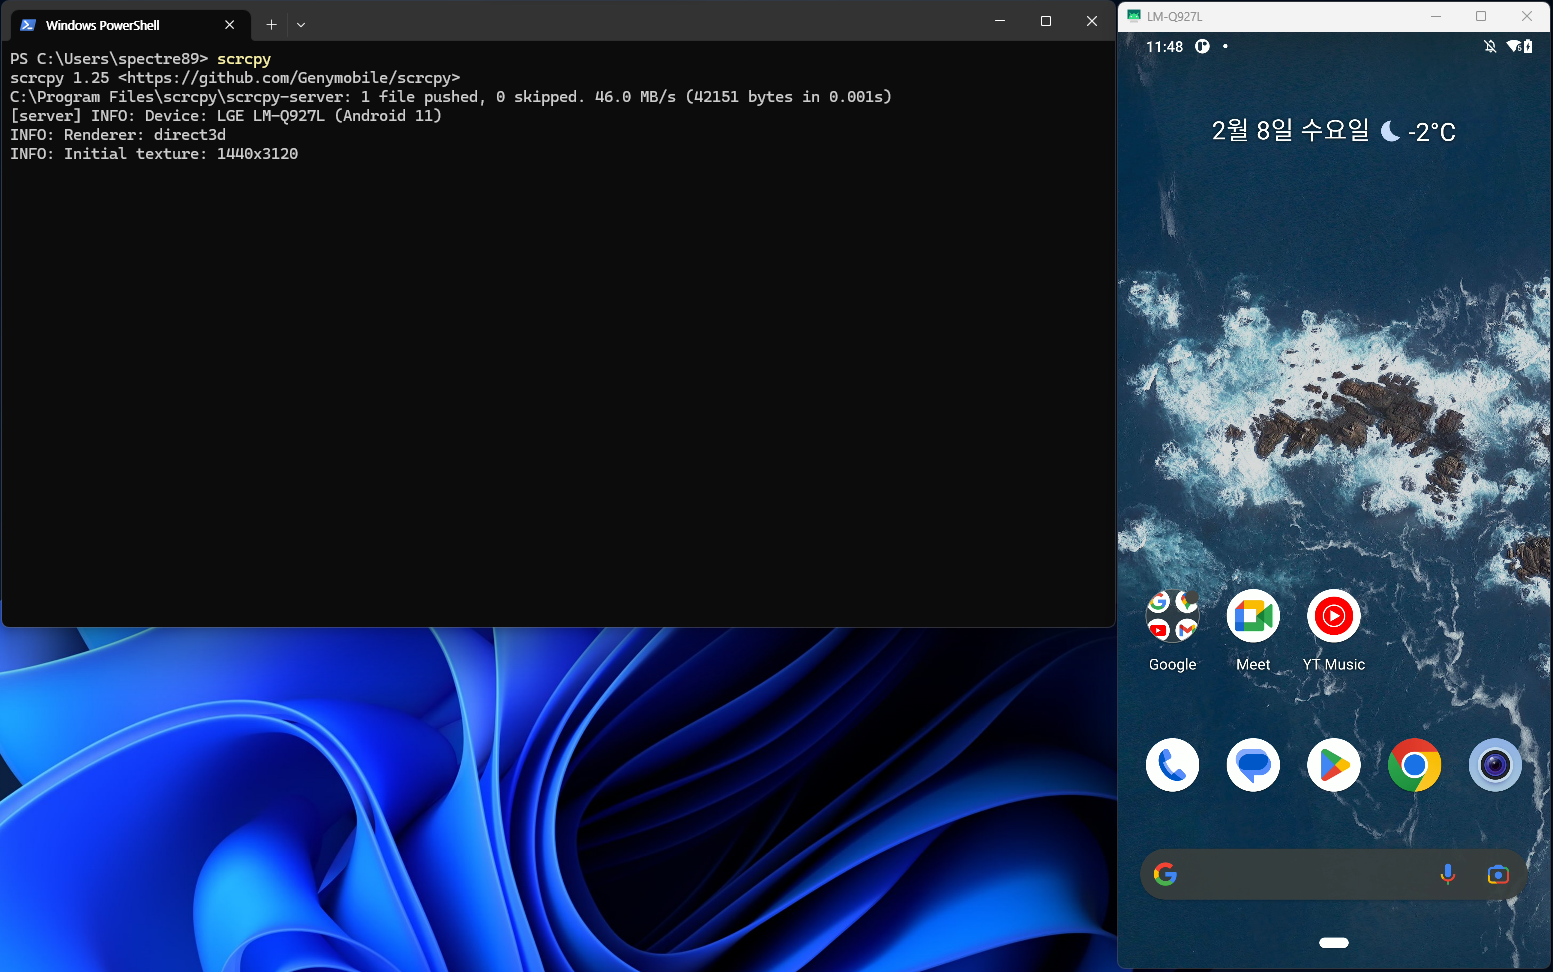 Windows PowerShell
PS C:\Users\spectre89> scrcpy
scrcpy 1.25 <https://github.com/Genymobile/scrcpy>
C:\Program Files\scrcpy\scrcpy-server: 1 file pushed, 0 skipped. 46.0 MB/s (42151 bytes in 0.001s)
[server] INFO: Device: LGE LM-Q927L (Android 11)
INFO: Renderer: direct3d
INFO: Initial texture: 1440x3120
LM-Q927L
11:48
2월 8일 수요일 -2°C
Google Meet YT Music